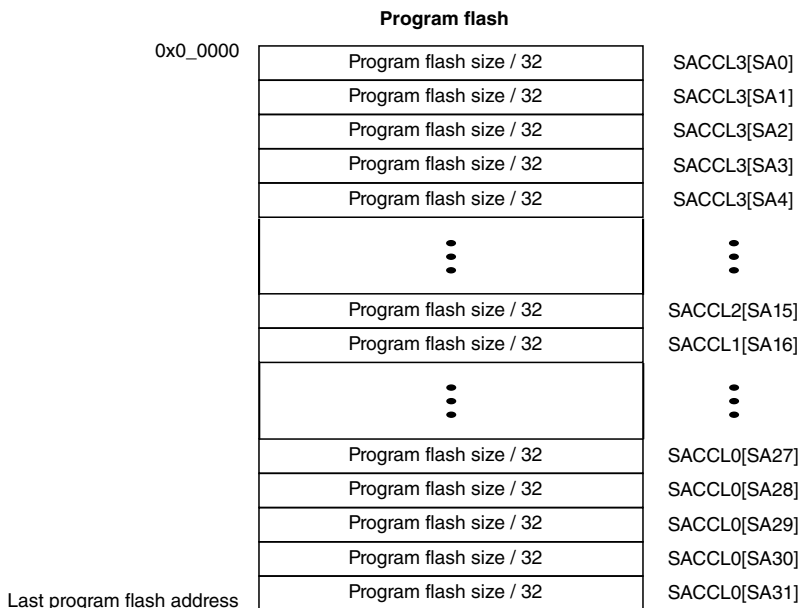 Program flash
0x0_0000
Program flash size / 32 SACCL3[SA0]
Program flash size / 32 SACCL3[SA1]
Program flash size / 32 SACCL3[SA2]
Program flash size / 32 SACCL3[SA3]
Program flash size / 32 SACCL3[SA4]
Program flash size / 32 SACCL2[SA15]
Program flash size / 32 SACCL1[SA16]
Program flash size / 32 SACCL0[SA27]
Program flash size / 32 SACCL0[SA28]
Program flash size / 32 SACCL0[SA29]
Program flash size / 32 SACCL0[SA30]
Program flash size / 32 SACCL0[SA31]
Last program flash address